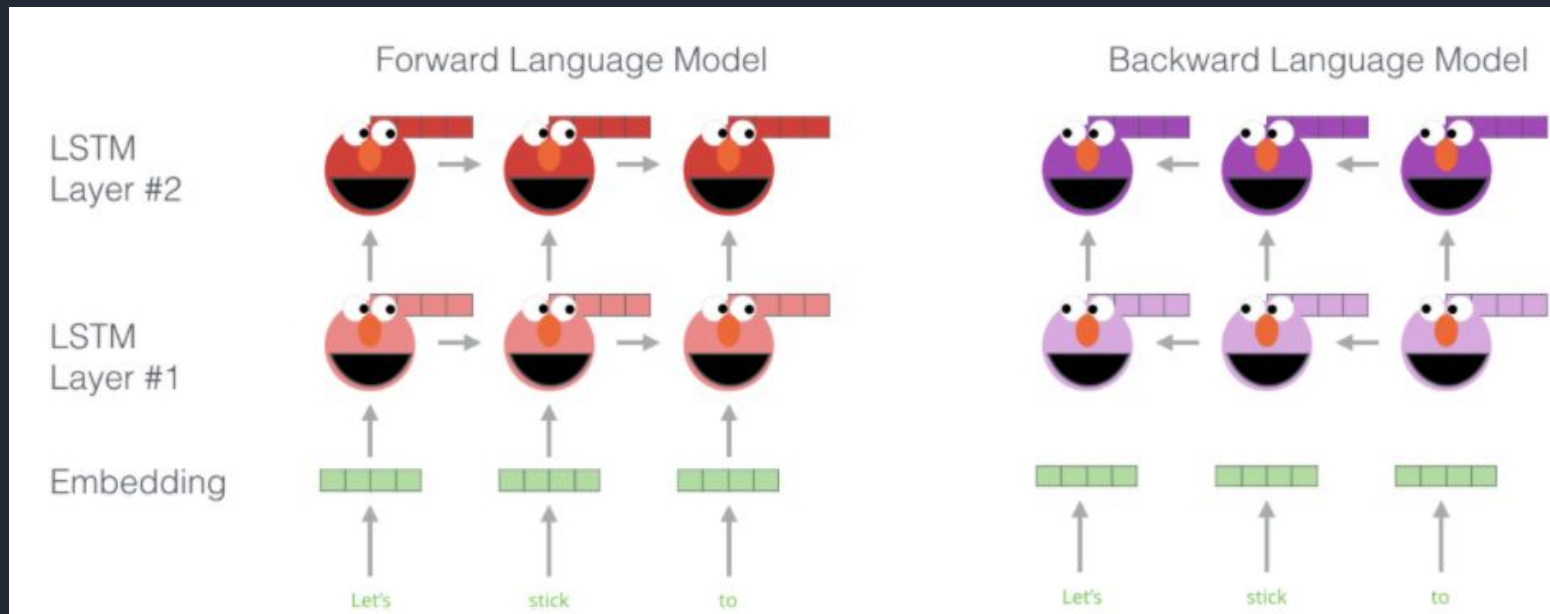 Forward Language Model
Backward Language Model
LSTM
Layer #2
LSTM
Layer #1
Embedding
Let's stick to
Let's stick to